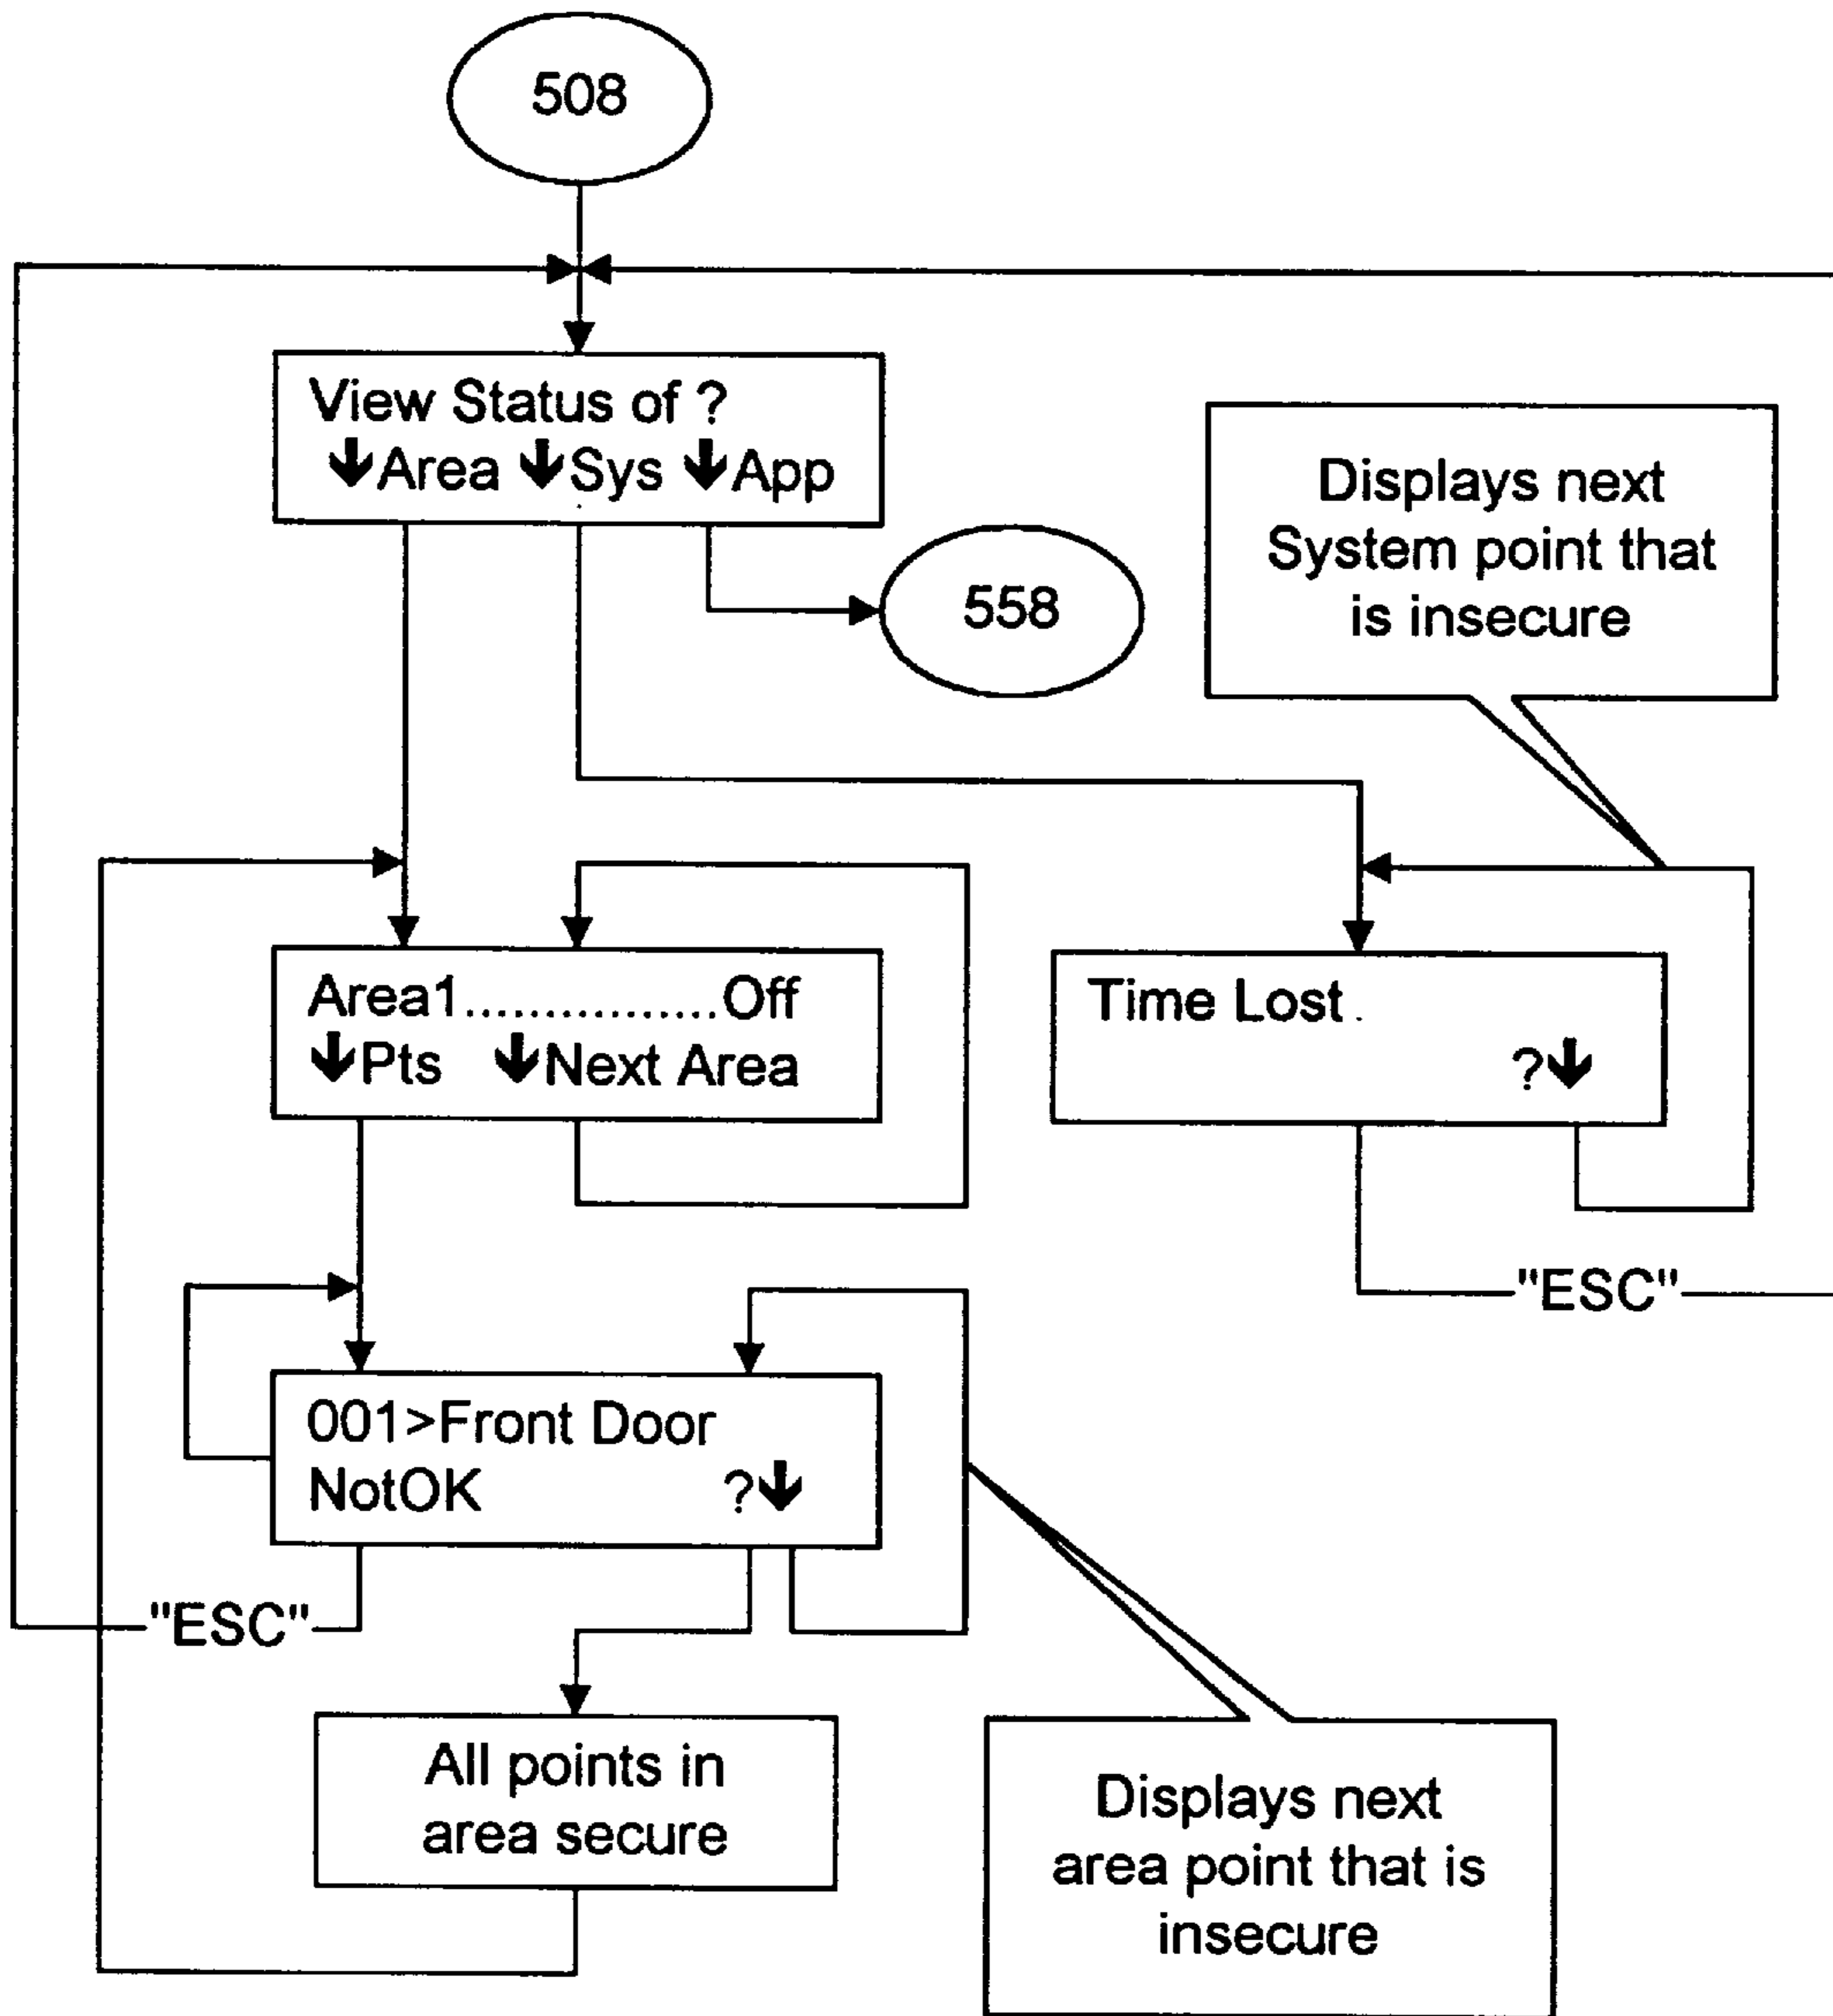 508
View Status of ?
↓Area ↓Sys ↓App
Displays next
System point that
is insecure
558
Area1................Off
↓Pts ↓Next Area
Time Lost
?↓
"ESC"
001>Front Door
NotOK ?↓
"ESC"
All points in
area secure
Displays next
area point that is
insecure